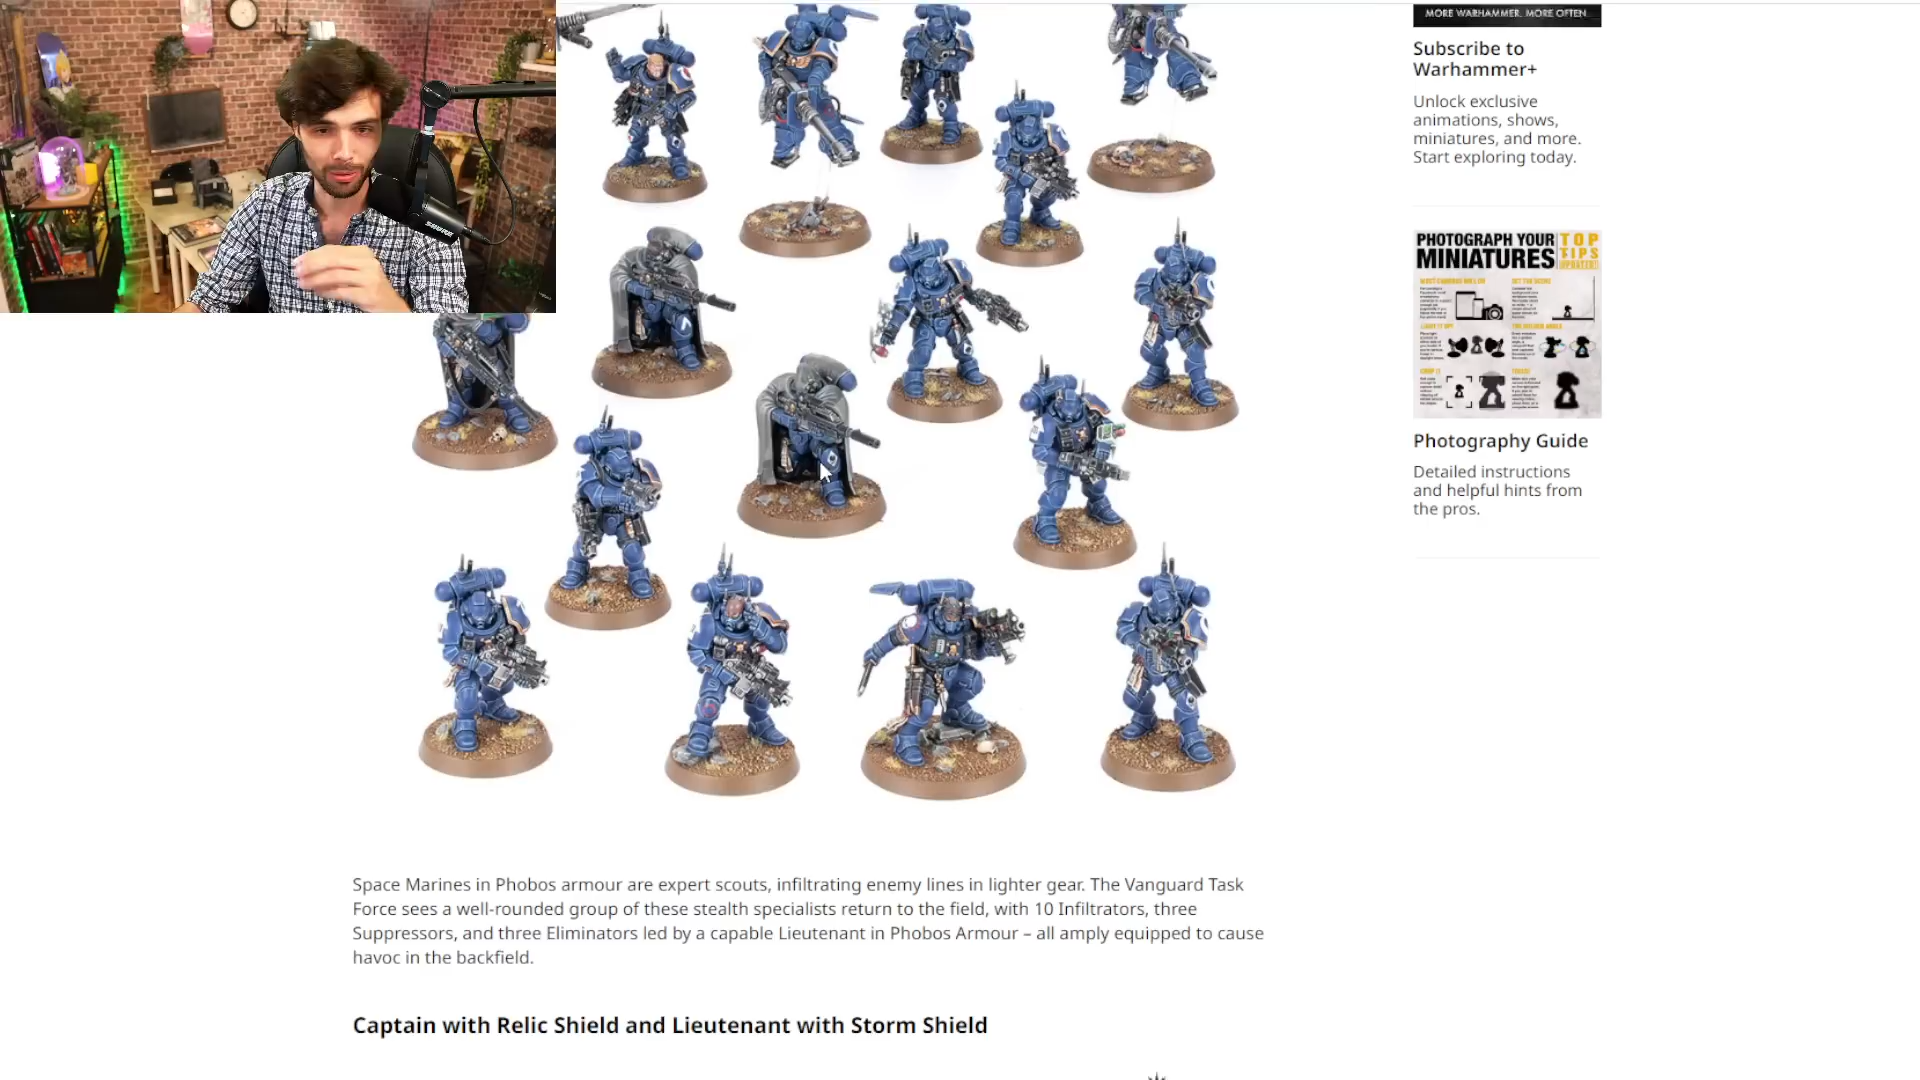 MORE WARHAMMER. MORE OFTEN.
Subscribe to
Warhammer+
Unlock exclusive
animations, shows,
miniatures, and more.
Start exploring today.
PHOTOGRAPH YOUR
MINIATURES
TOP
TIPS
Photography Guide
Detailed instructions
and helpful hints from
the pros.
Space Marines in Phobos armour are expert scouts, infiltrating enemy lines in lighter gear. The Vanguard Task
Force sees a well-rounded group of these stealth specialists return to the field, with 10 Infiltrators, three
Suppressors, and three Eliminators led by a capable Lieutenant in Phobos Armour – all amply equipped to cause
havoc in the backfield.
Captain with Relic Shield and Lieutenant with Storm Shield